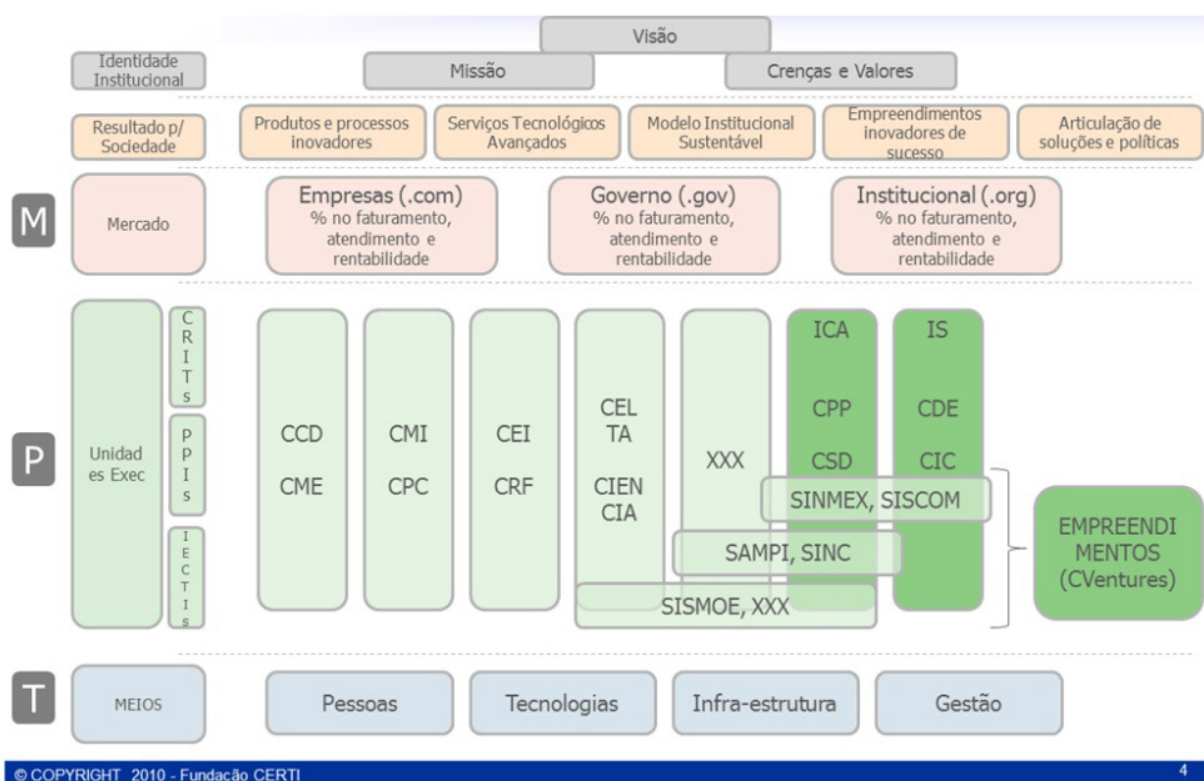 Visão
Identidade
Institucional
Missão
Crenças e Valores
Resultado p/
Sociedade
Produtos e processos
inovadores
Serviços Tecnológicos
Avançados
Modelo Institucional
Sustentável
Empreendimentos
inovadores de
sucesso
Articulação de
soluções e políticas
M
Mercado
Empresas (.com)
% no faturamento,
atendimento e
rentabilidade
Governo (.gov)
% no faturamento,
atendimento e
rentabilidade
Institucional (.org)
% no faturamento,
atendimento e
rentabilidade
P
Unidad
es Exec
C
R
I
T
s
P
P
I
s
I
E
C
T
I
s
CCD
CME
CMI
CPC
CEI
CRF
CEL
TA
CIEN
CIA
XXX
ICA
CPP
CSD
IS
CDE
CIC
SINMEX, SISCOM
SAMPI, SINC
SISMOE, XXX
EMPREENDI
MENTOS
(CVentures)
T
MEIOS
Pessoas
Tecnologias
Infra-estrutura
Gestão
© COPYRIGHT 2010 - Fundação CERTI
4